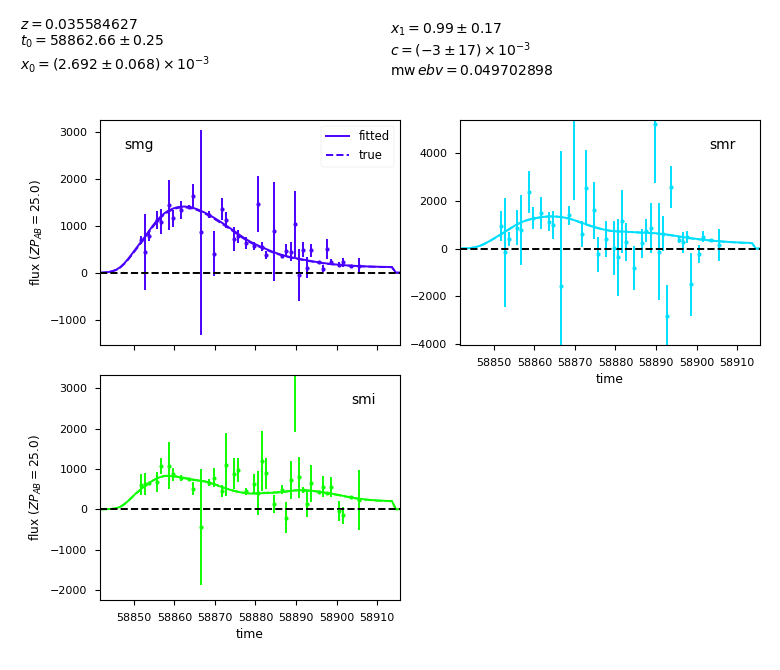 z = 0.035584627
t₀ = 58862.66 ± 0.25
x₀ = (2.692 ± 0.068) × 10⁻³
x₁ = 0.99 ± 0.17
c = (−3 ± 17) × 10⁻³
mw ebv = 0.049702898
smg
fitted
true
3000
2000
1000
0
−1000
flux (ZP_AB = 25.0)
smr
4000
2000
0
−2000
−4000
58850 58860 58870 58880 58890 58900 58910
time
smi
3000
2000
1000
0
−1000
−2000
flux (ZP_AB = 25.0)
58850 58860 58870 58880 58890 58900 58910
time